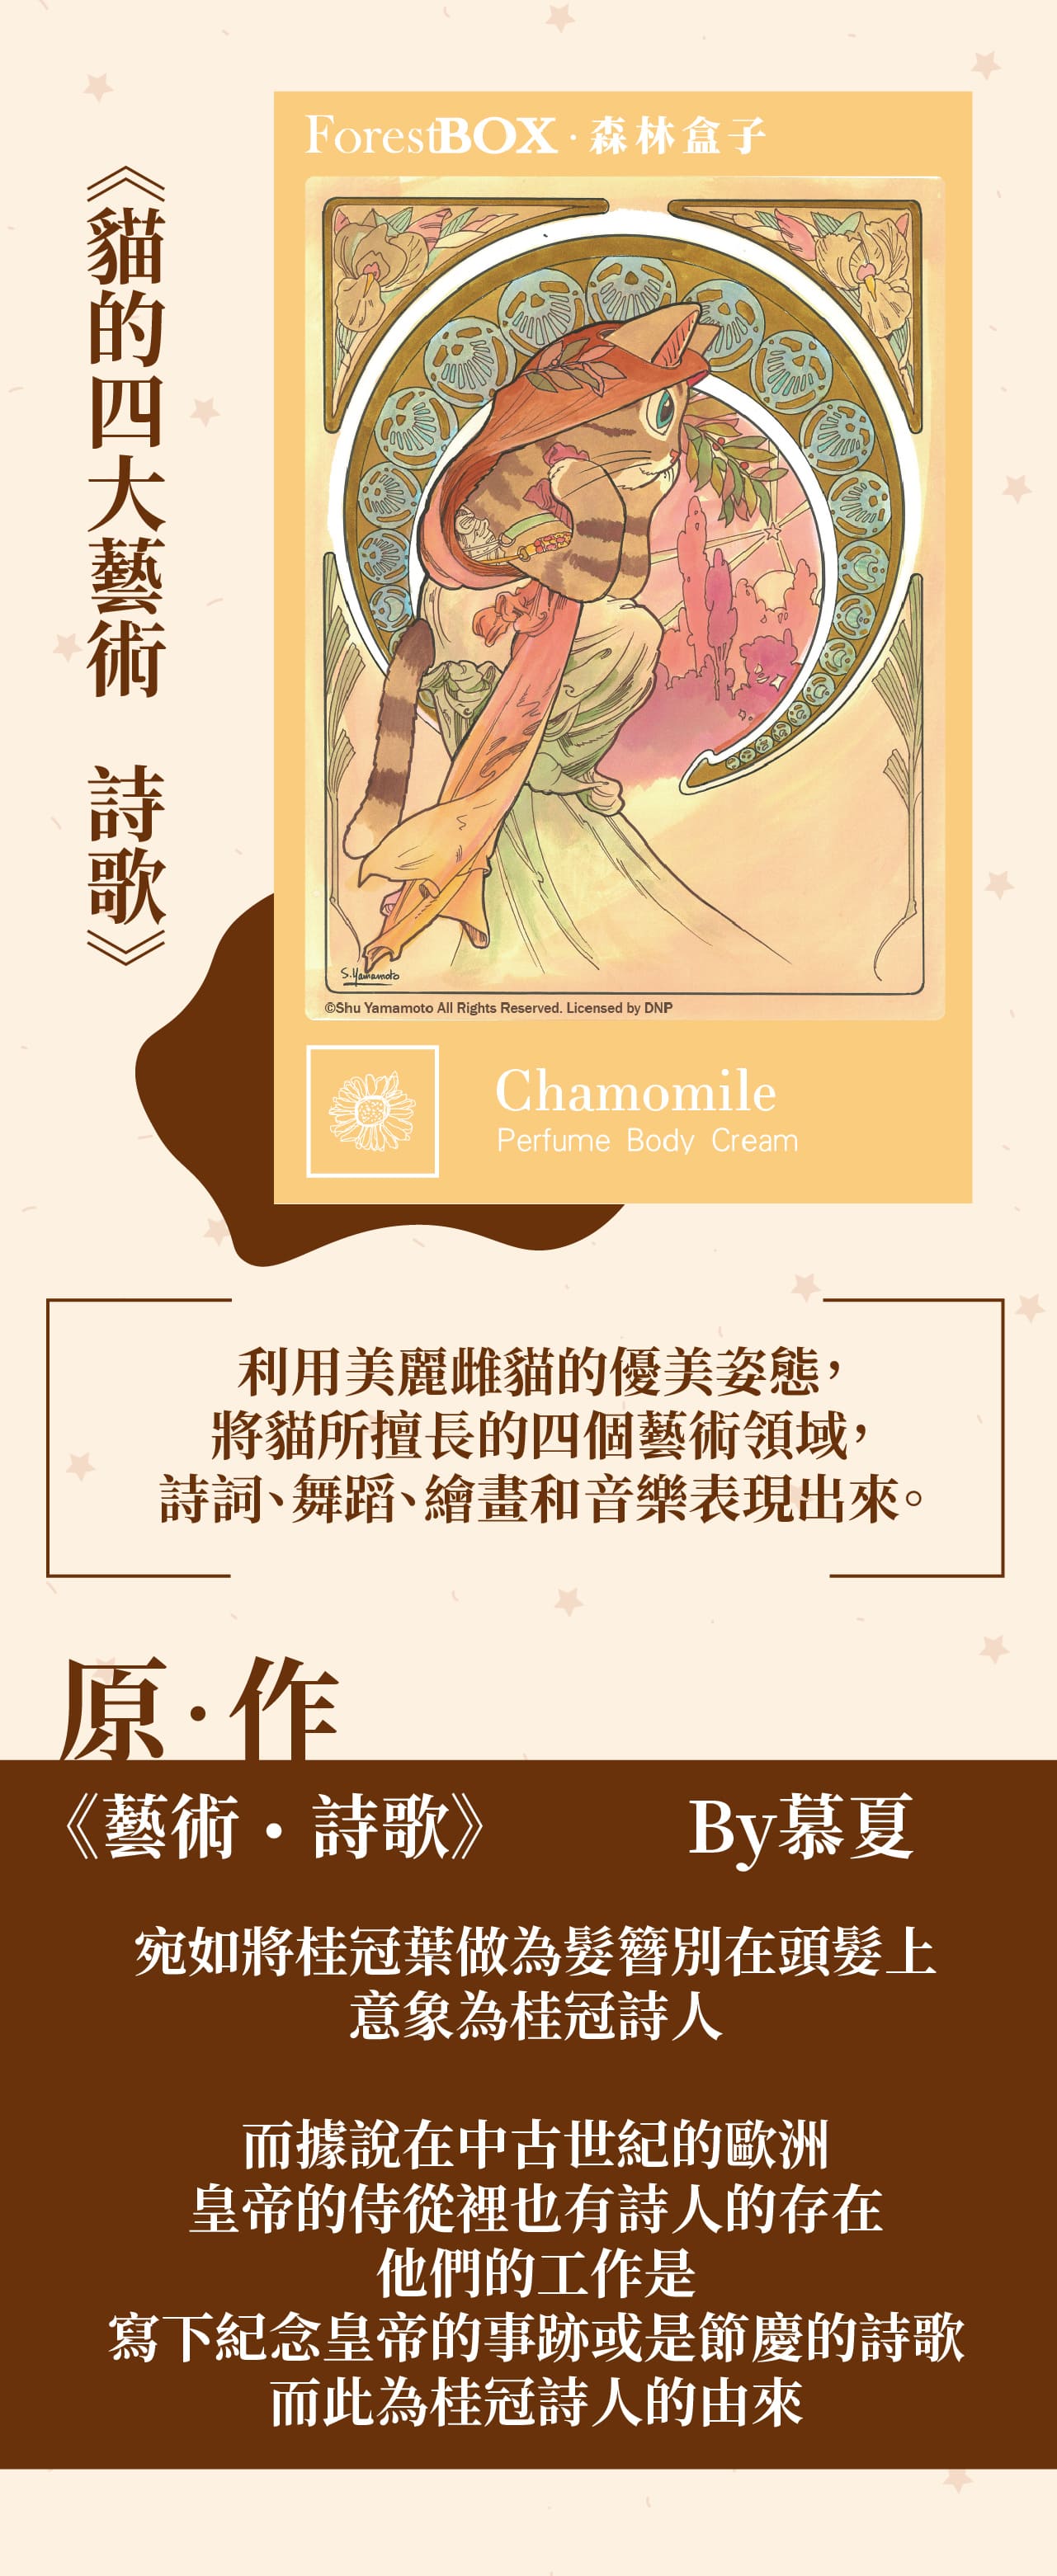 《貓的四大藝術　詩歌》
ForestBOX·森林盒子
S.Yamamoto
©Shu Yamamoto All Rights Reserved. Licensed by DNP
Chamomile
Perfume Body Cream
利用美麗雌貓的優美姿態，
將貓所擅長的四個藝術領域，
詩詞、舞蹈、繪畫和音樂表現出來。
原·作
《藝術·詩歌》 By慕夏
宛如將桂冠葉做為髮簪別在頭髮上
意象為桂冠詩人
而據說在中古世紀的歐洲
皇帝的侍從裡也有詩人的存在
他們的工作是
寫下紀念皇帝的事跡或是節慶的詩歌
而此為桂冠詩人的由來